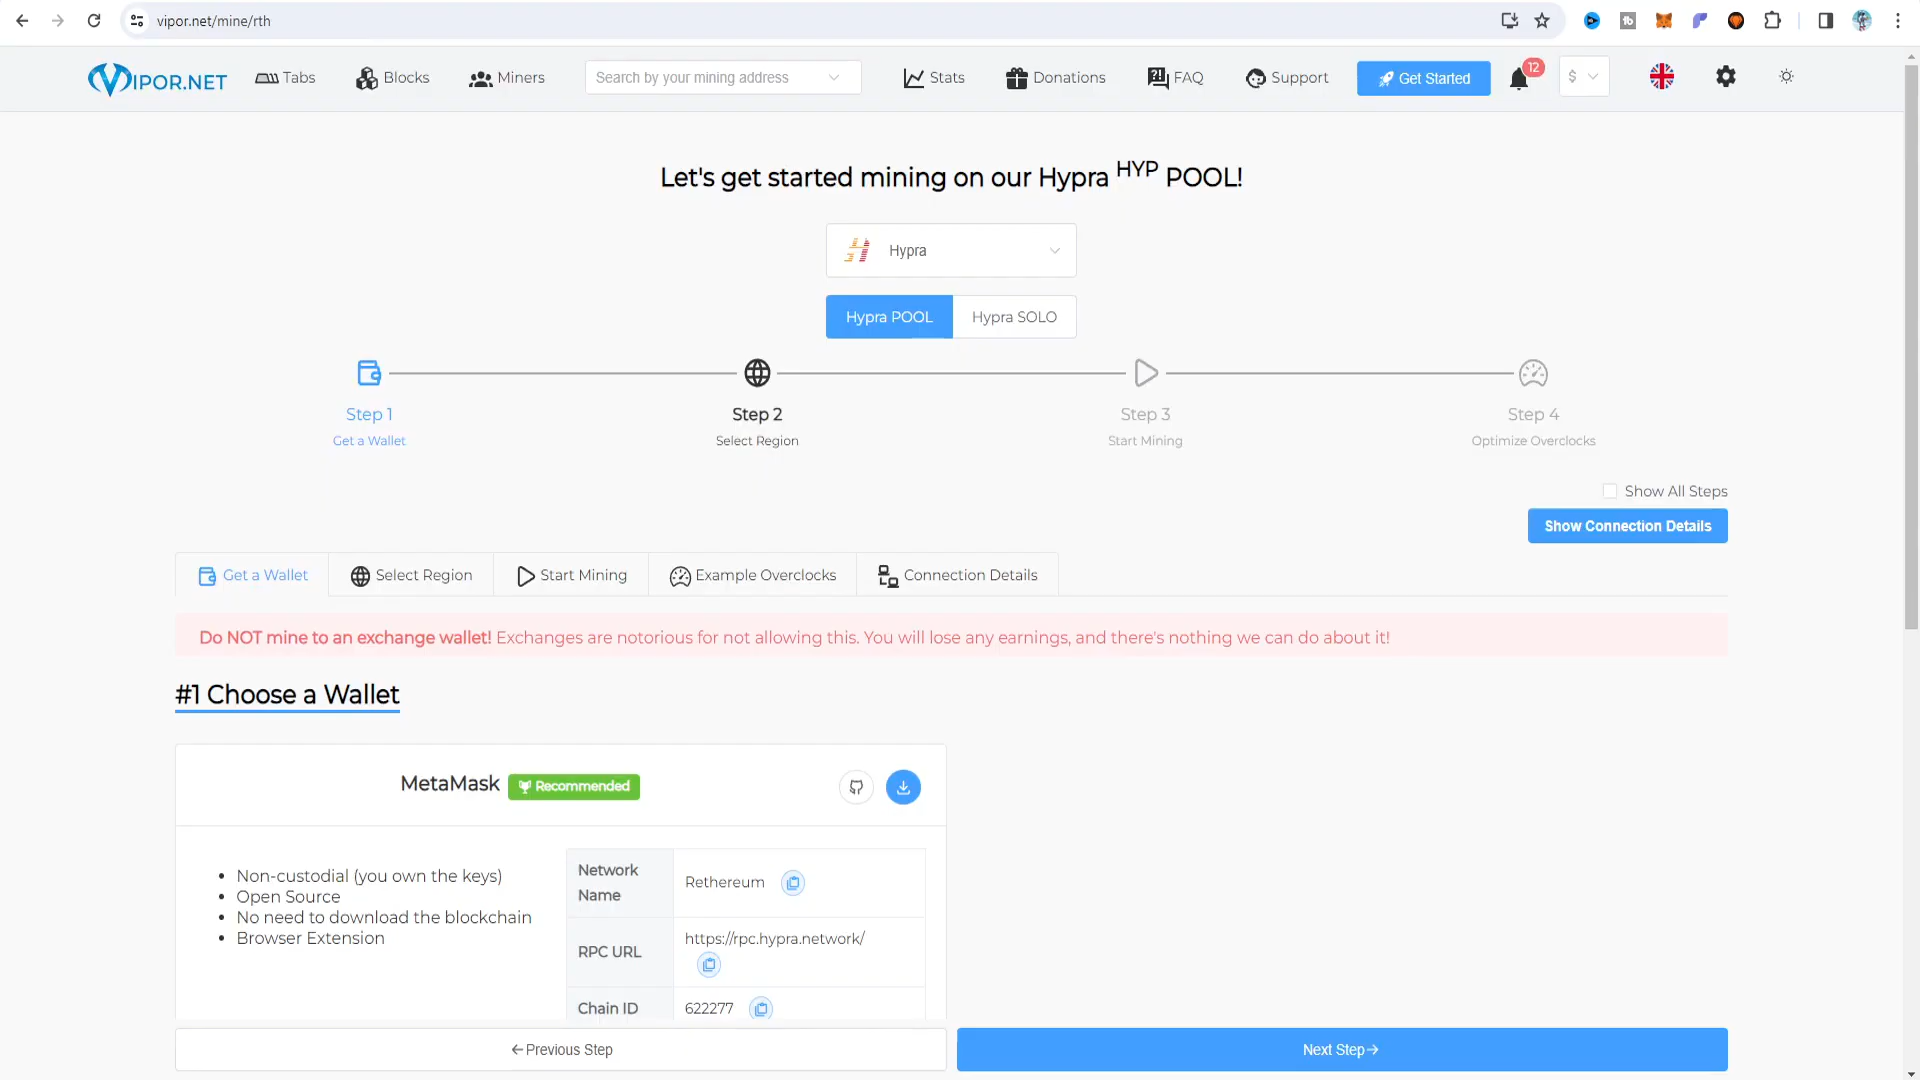 vipor.net/mine/rth
VIPOR.NET
Tabs
Blocks
Miners
Search by your mining address
Stats
Donations
FAQ
Support
Get Started
12
$
Let's get started mining on our Hypra HYP POOL!
Hypra
Hypra POOL
Hypra SOLO
Step 1
Get a Wallet
Step 2
Select Region
Step 3
Start Mining
Step 4
Optimize Overclocks
Show All Steps
Show Connection Details
Get a Wallet
Select Region
Start Mining
Example Overclocks
Connection Details
Do NOT mine to an exchange wallet! Exchanges are notorious for not allowing this. You will lose any earnings, and there's nothing we can do about it!
#1 Choose a Wallet
MetaMask
Recommended
• Non-custodial (you own the keys)
• Open Source
• No need to download the blockchain
• Browser Extension
Network
Name
Rethereum
RPC URL
https://rpc.hypra.network/
Chain ID
622277
←Previous Step
Next Step→